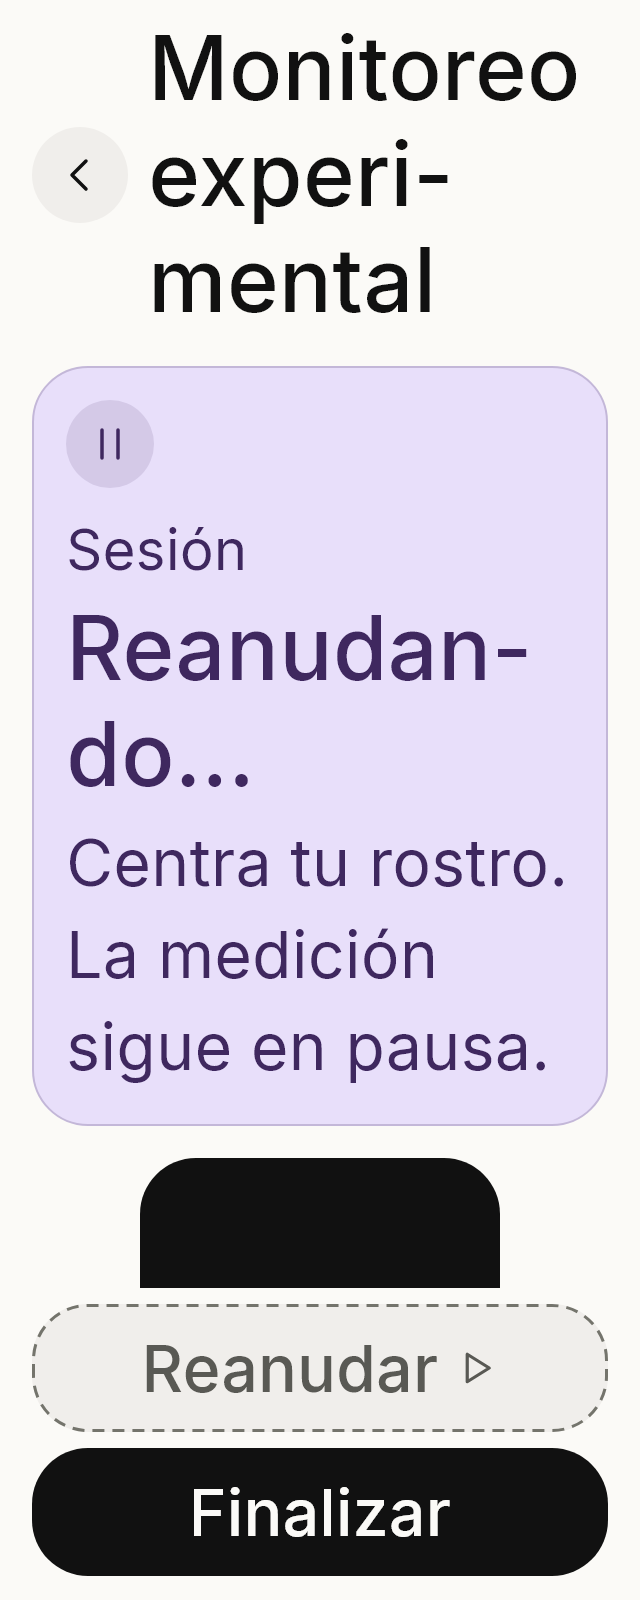 Monitoreo
experi-
mental
Sesión
Reanudan-
do...
Centra tu rostro.
La medición
sigue en pausa.
Reanudar
Finalizar